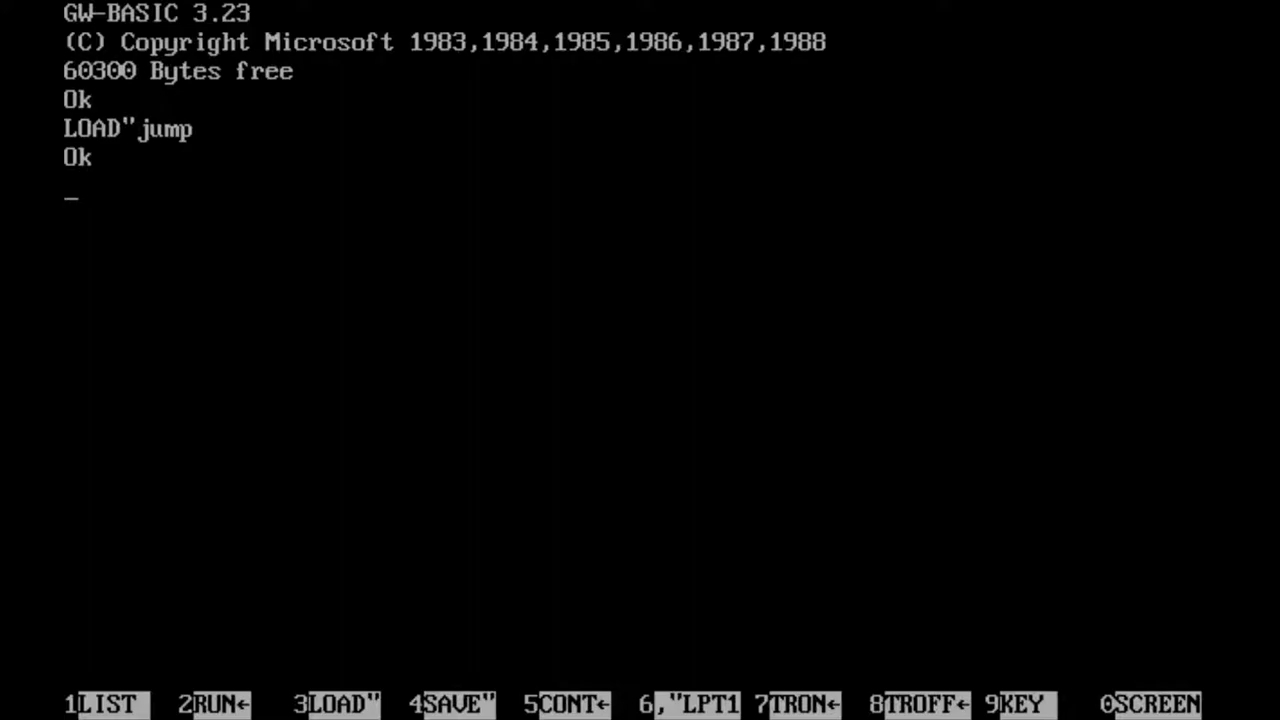 GW-BASIC 3.23
(C) Copyright Microsoft 1983,1984,1985,1986,1987,1988
60300 Bytes free
Ok
LOAD"jump
Ok
_
1LIST 2RUN← 3LOAD" 4SAVE" 5CONT← 6,"LPT1 7TRON← 8TROFF← 9KEY 0SCREEN